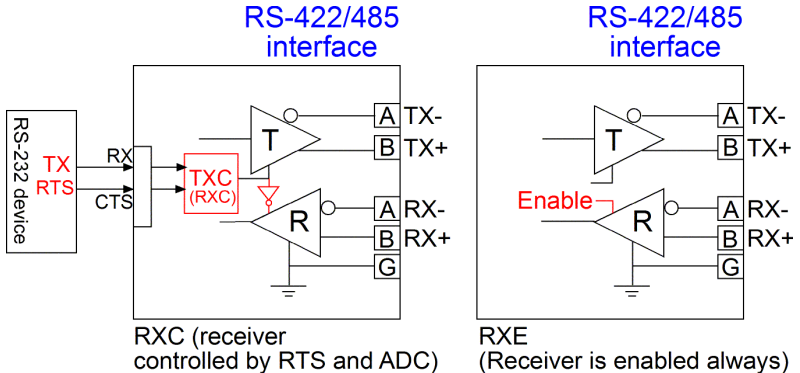 RS-422/485
interface
RS-232 device
TX
RTS
RX
CTS
TXC
(RXC)
T
R
A TX-
B TX+
A RX-
B RX+
G
RXC (receiver
controlled by RTS and ADC)
RS-422/485
interface
T
Enable
R
A TX-
B TX+
A RX-
B RX+
G
RXE
(Receiver is enabled always)